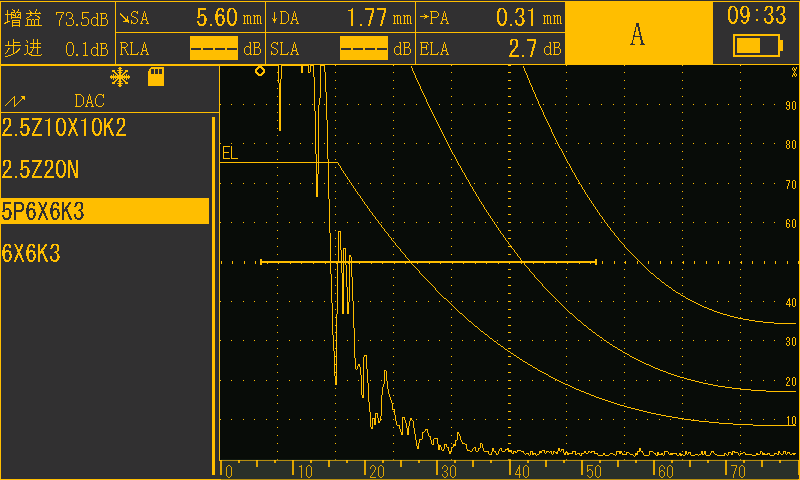 增益 73.5dB ↘SA 5.60 mm ↓DA 1.77 mm →PA 0.31 mm A 09:33
步进 0.1dB RLA ---- dB SLA ---- dB ELA 2.7 dB
DAC
2.5Z10X10K2
2.5Z20N
5P6X6K3
6X6K3
EL
%
90
80
70
60
50
40
30
20
10
0 10 20 30 40 50 60 70